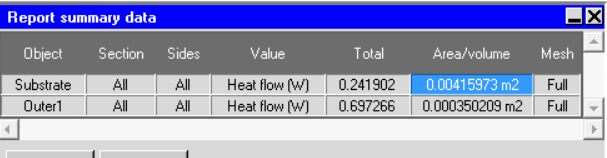 Report summary data
Object Section Sides Value Total Area/volume Mesh
Substrate All All Heat flow (W) 0.241902 0.00415973 m2 Full
Outer1 All All Heat flow (W) 0.697266 0.000350209 m2 Full